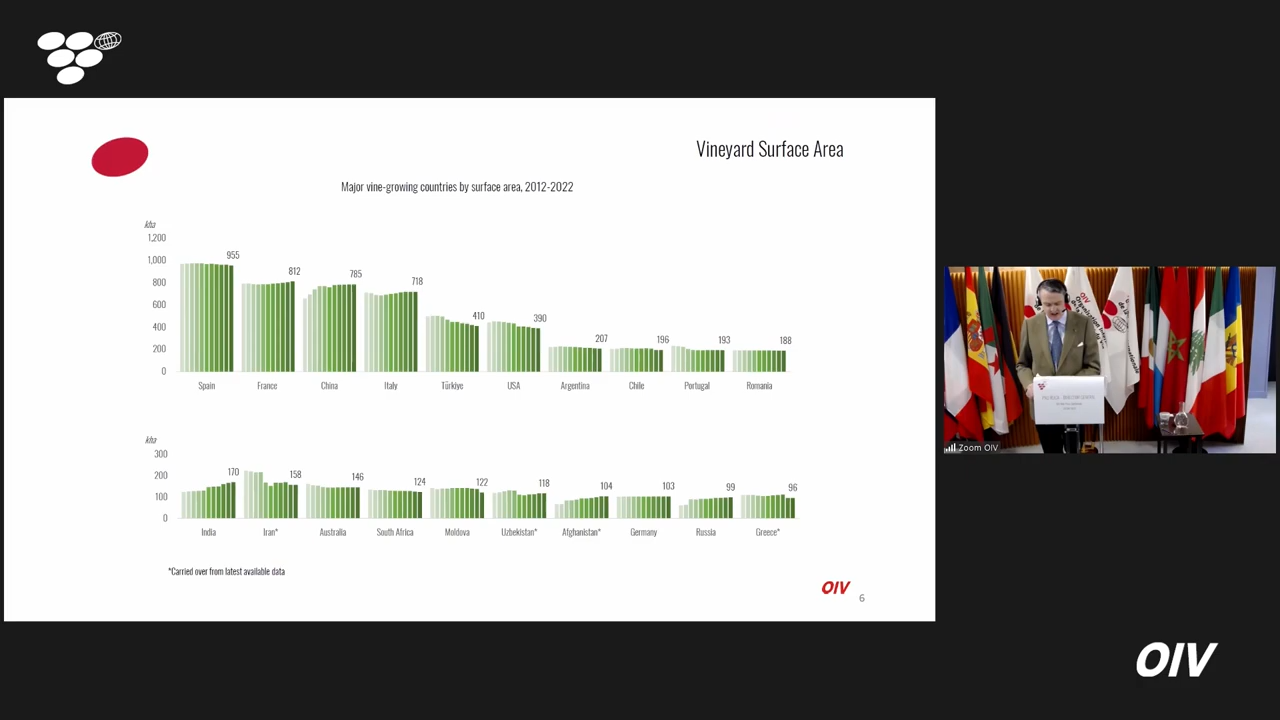 Vineyard Surface Area
Major vine-growing countries by surface area, 2012-2022
kha
1,200
1,000
800
600
400
200
0
955
812
785
718
410
390
207
196
193
188
Spain
France
China
Italy
Türkiye
USA
Argentina
Chile
Portugal
Romania
kha
300
200
100
0
170
158
146
124
122
118
104
103
99
96
India
Iran*
Australia
South Africa
Moldova
Uzbekistan*
Afghanistan*
Germany
Russia
Greece*
*Carried over from latest available data
OIV
6
OIV
Zoom OIV
OIV